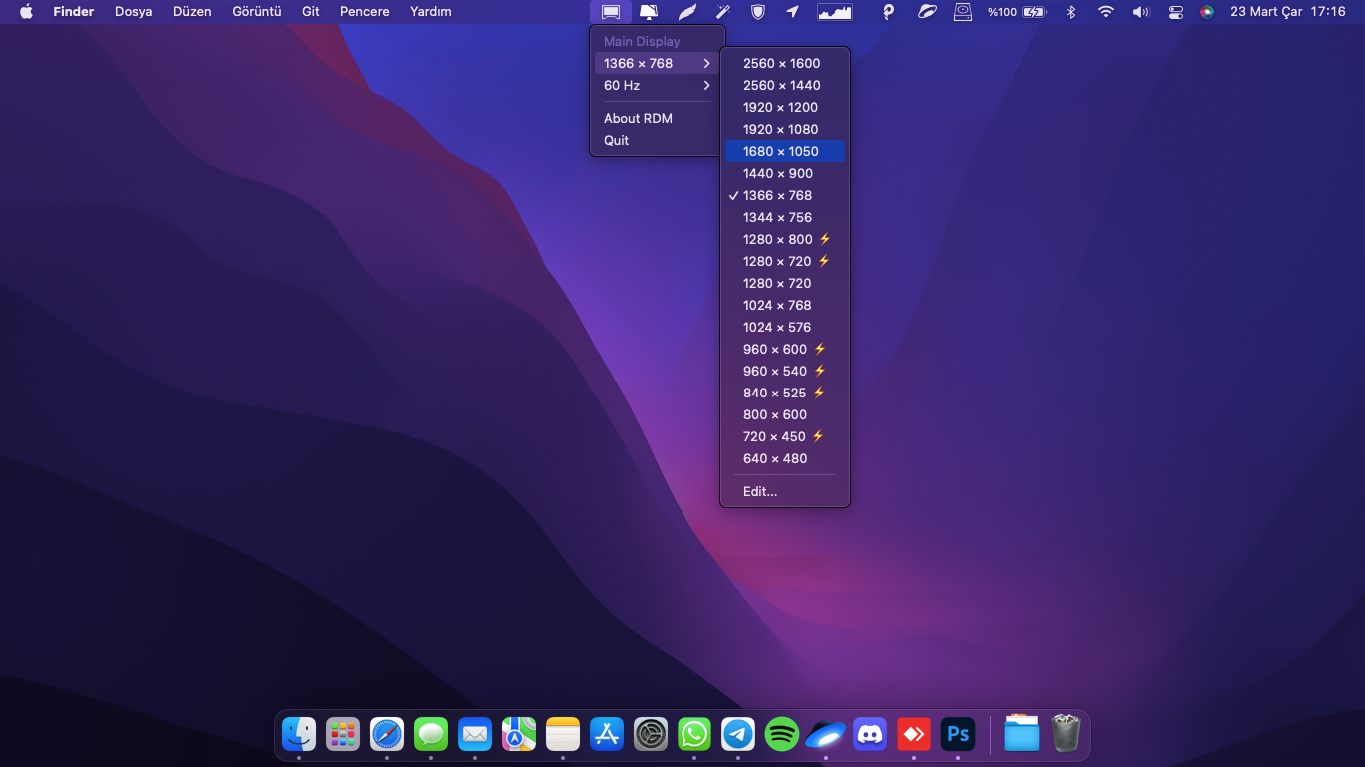 Finder Dosya Düzen Görüntü Git Pencere Yardım %100 23 Mart Çar 17:16
Main Display
1366 × 768
60 Hz
About RDM
Quit
2560 × 1600
2560 × 1440
1920 × 1200
1920 × 1080
1680 × 1050
1440 × 900
✓ 1366 × 768
1344 × 756
1280 × 800 ⚡
1280 × 720 ⚡
1280 × 720
1024 × 768
1024 × 576
960 × 600 ⚡
960 × 540 ⚡
840 × 525 ⚡
800 × 600
720 × 450 ⚡
640 × 480
Edit...
Ps